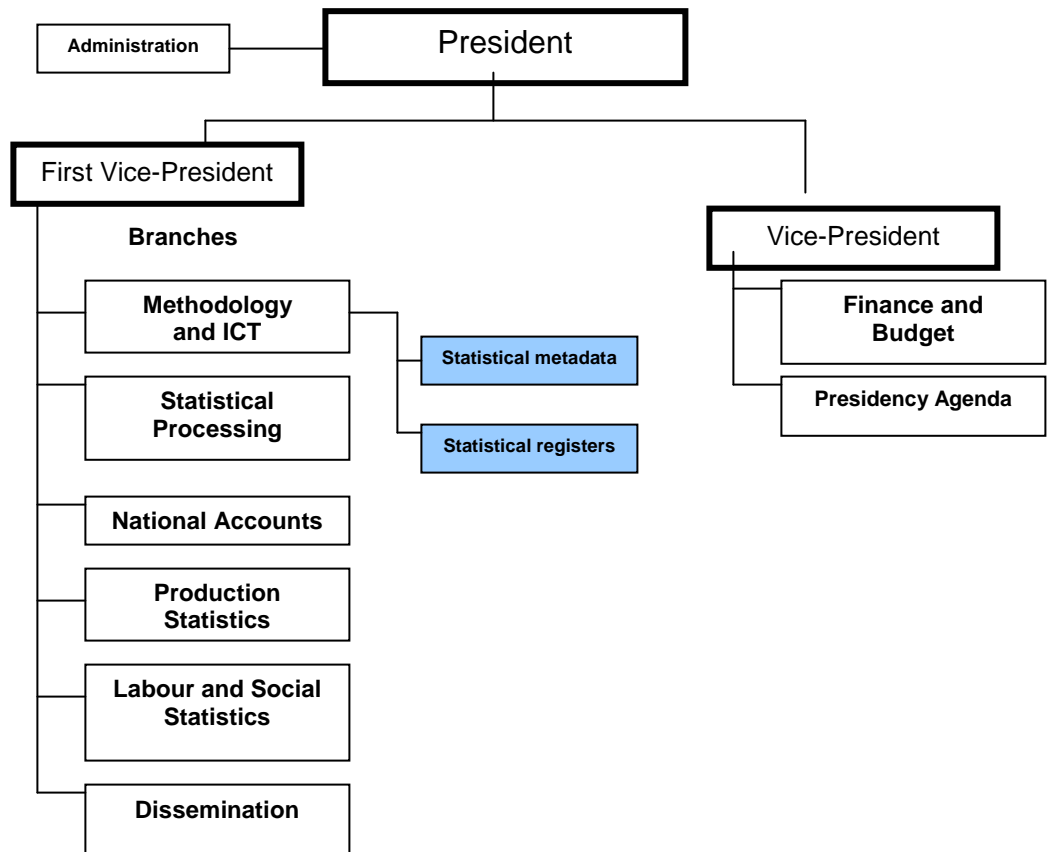 Administration
President
First Vice-President
Vice-President
Branches
Methodology
and ICT
Statistical metadata
Statistical registers
Statistical
Processing
National Accounts
Production
Statistics
Labour and Social
Statistics
Dissemination
Finance and
Budget
Presidency Agenda